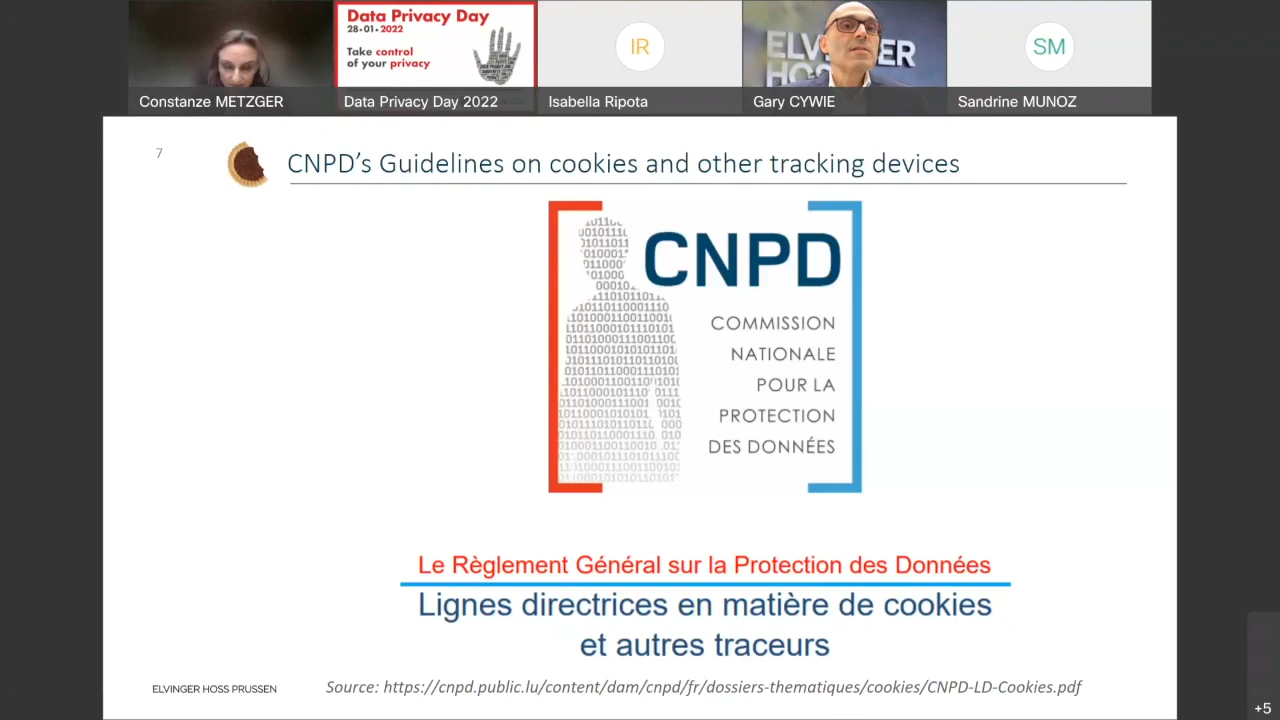 Data Privacy Day
28•01•2022
Take control
of your privacy
IR
ELVINGER
HOSS
SM
Constanze METZGER
Data Privacy Day 2022
Isabella Ripota
Gary CYWIE
Sandrine MUNOZ
7
CNPD’s Guidelines on cookies and other tracking devices
CNPD
COMMISSION
NATIONALE
POUR LA
PROTECTION
DES DONNÉES
Le Règlement Général sur la Protection des Données
Lignes directrices en matière de cookies
et autres traceurs
ELVINGER HOSS PRUSSEN
Source: https://cnpd.public.lu/content/dam/cnpd/fr/dossiers-thematiques/cookies/CNPD-LD-Cookies.pdf
+5